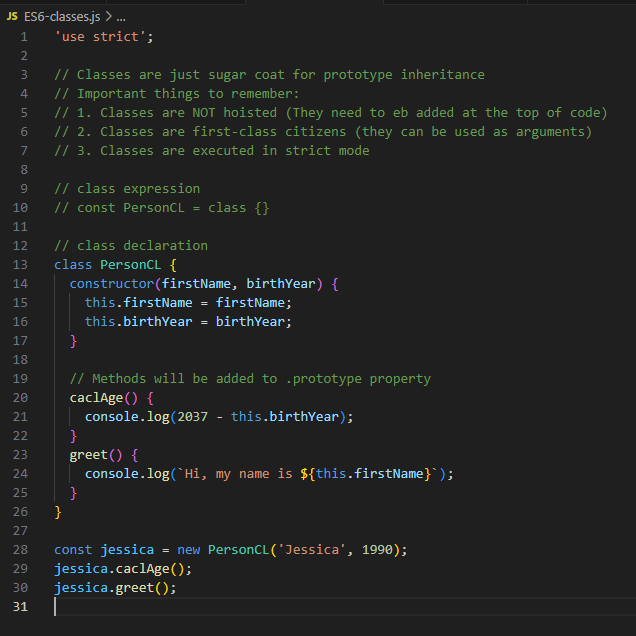 JS ES6-classes.js > ...
1 'use strict';
2
3 // Classes are just sugar coat for prototype inheritance
4 // Important things to remember:
5 // 1. Classes are NOT hoisted (They need to eb added at the top of code)
6 // 2. Classes are first-class citizens (they can be used as arguments)
7 // 3. Classes are executed in strict mode
8
9 // class expression
10 // const PersonCL = class {}
11
12 // class declaration
13 class PersonCL {
14   constructor(firstName, birthYear) {
15     this.firstName = firstName;
16     this.birthYear = birthYear;
17   }
18
19   // Methods will be added to .prototype property
20   caclAge() {
21     console.log(2037 - this.birthYear);
22   }
23   greet() {
24     console.log(`Hi, my name is ${this.firstName}`);
25   }
26 }
27
28 const jessica = new PersonCL('Jessica', 1990);
29 jessica.caclAge();
30 jessica.greet();
31